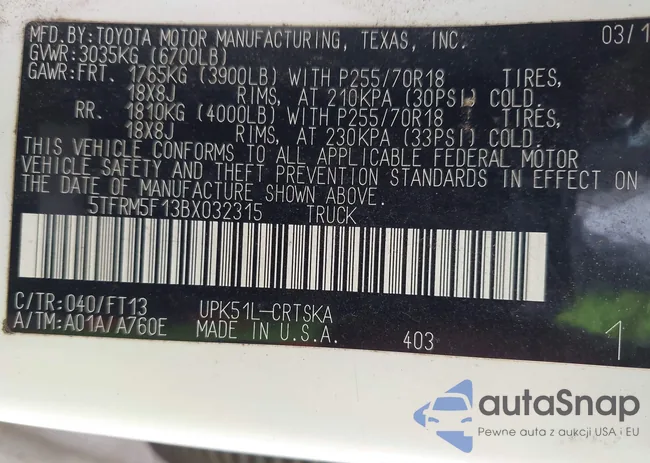 MFD.BY:TOYOTA MOTOR MANUFACTURING, TEXAS, INC. 03/1
GVWR:3035KG (6700LB)
GAWR:FRT. 1765KG (3900LB) WITH P255/70R18 TIRES,
18X8J RIMS, AT 210KPA (30PSI) COLD.
RR. 1810KG (4000LB) WITH P255/70R18 TIRES,
18X8J RIMS, AT 230KPA (33PSI) COLD.
THIS VEHICLE CONFORMS TO ALL APPLICABLE FEDERAL MOTOR
VEHICLE SAFETY AND THEFT PREVENTION STANDARDS IN EFFECT ON
THE DATE OF MANUFACTURE SHOWN ABOVE.
5TFRM5F13BX032315 TRUCK
C/TR:040/FT13 UPK51L-CRTSKA
A/TM:A01A/A760E MADE IN U.S.A. 403 1
autaSnap
Pewne auta z aukcji USA i EU